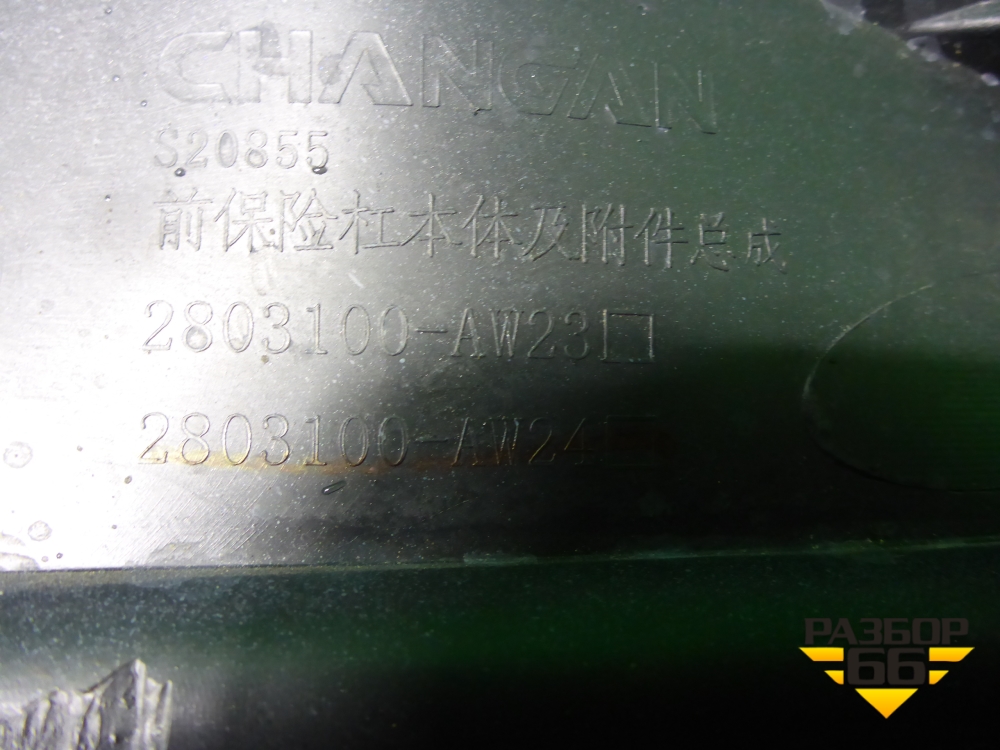 CHANGAN
S20855
前保险杠本体及附件总成
2803100-AW23□
2803100-AW24□
РАЗБОР
66